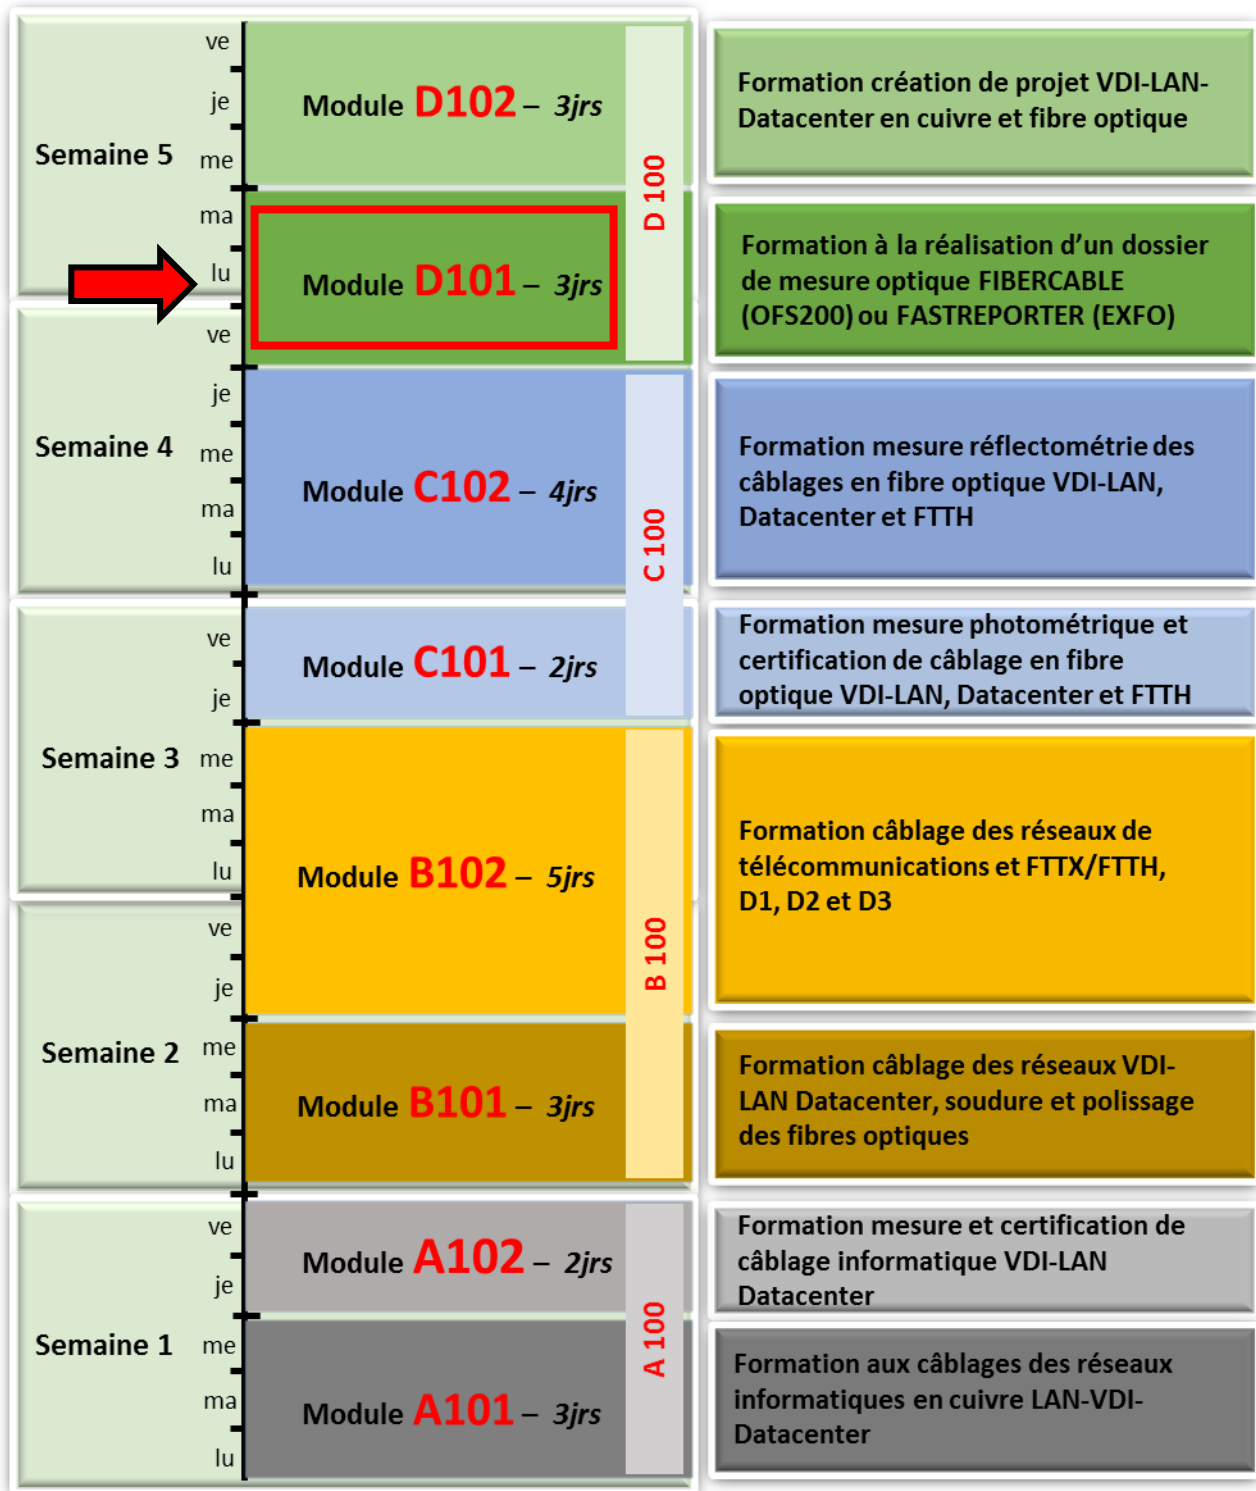 Semaine 5
ve
je
me
ma
lu
Module D102 – 3jrs
Module D101 – 3jrs
D 100
Formation création de projet VDI-LAN-
Datacenter en cuivre et fibre optique
Formation à la réalisation d’un dossier
de mesure optique FIBERCABLE
(OFS200) ou FASTREPORTER (EXFO)
Semaine 4
ve
je
me
ma
lu
Module C102 – 4jrs
C 100
Formation mesure réflectométrie des
câblages en fibre optique VDI-LAN,
Datacenter et FTTH
Semaine 3
ve
je
me
ma
lu
Module C101 – 2jrs
Formation mesure photométrique et
certification de câblage en fibre
optique VDI-LAN, Datacenter et FTTH
Module B102 – 5jrs
B 100
Formation câblage des réseaux de
télécommunications et FTTX/FTTH,
D1, D2 et D3
Semaine 2
ve
je
me
ma
lu
Module B101 – 3jrs
Formation câblage des réseaux VDI-
LAN Datacenter, soudure et polissage
des fibres optiques
Semaine 1
ve
je
me
ma
lu
Module A102 – 2jrs
A 100
Formation mesure et certification de
câblage informatique VDI-LAN
Datacenter
Module A101 – 3jrs
Formation aux câblages des réseaux
informatiques en cuivre LAN-VDI-
Datacenter